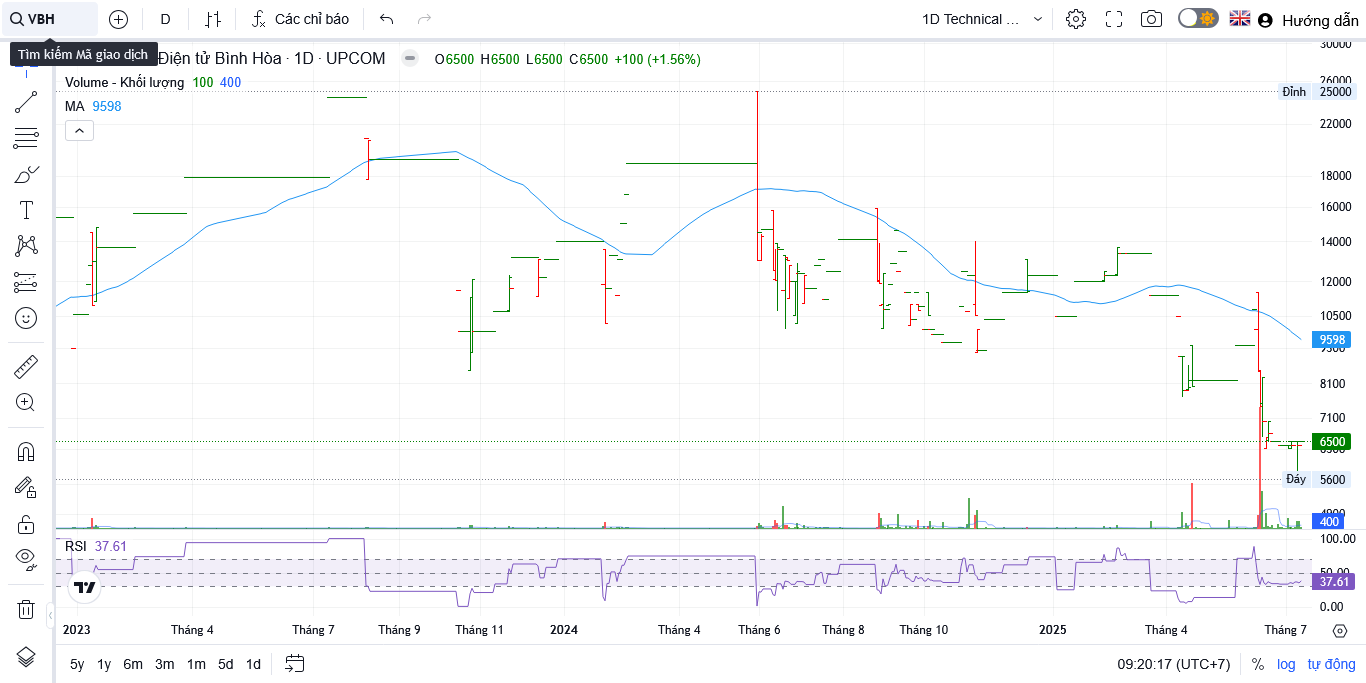 VBH
D
Các chỉ báo
1D Technical ...
Hướng dẫn
Tìm kiếm Mã giao dịch
Điện tử Bình Hòa · 1D · UPCOM
O6500 H6500 L6500 C6500 +100 (+1.56%)
Volume - Khối lượng 100 400
MA 9598
30000
26000
Đỉnh 25000
22000
18000
16000
14000
12000
10500
9598
9500
8100
7100
6500
Đáy 5600
4900
400
RSI 37.61
100.00
50.00
37.61
0.00
2023 Tháng 4 Tháng 7 Tháng 9 Tháng 11 2024 Tháng 4 Tháng 6 Tháng 8 Tháng 10 2025 Tháng 4 Tháng 7
5y 1y 6m 3m 1m 5d 1d
09:20:17 (UTC+7) % log tự động